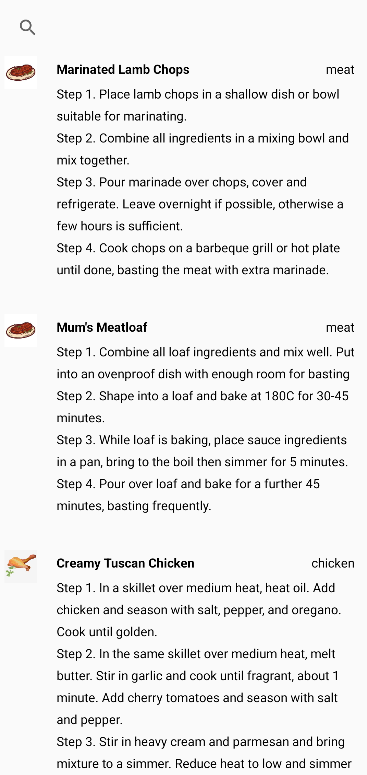 Marinated Lamb Chops meat
Step 1. Place lamb chops in a shallow dish or bowl
suitable for marinating.
Step 2. Combine all ingredients in a mixing bowl and
mix together.
Step 3. Pour marinade over chops, cover and
refrigerate. Leave overnight if possible, otherwise a
few hours is sufficient.
Step 4. Cook chops on a barbeque grill or hot plate
until done, basting the meat with extra marinade.
Mum's Meatloaf meat
Step 1. Combine all loaf ingredients and mix well. Put
into an ovenproof dish with enough room for basting
Step 2. Shape into a loaf and bake at 180C for 30-45
minutes.
Step 3. While loaf is baking, place sauce ingredients
in a pan, bring to the boil then simmer for 5 minutes.
Step 4. Pour over loaf and bake for a further 45
minutes, basting frequently.
Creamy Tuscan Chicken chicken
Step 1. In a skillet over medium heat, heat oil. Add
chicken and season with salt, pepper, and oregano.
Cook until golden.
Step 2. In the same skillet over medium heat, melt
butter. Stir in garlic and cook until fragrant, about 1
minute. Add cherry tomatoes and season with salt
and pepper.
Step 3. Stir in heavy cream and parmesan and bring
mixture to a simmer. Reduce heat to low and simmer